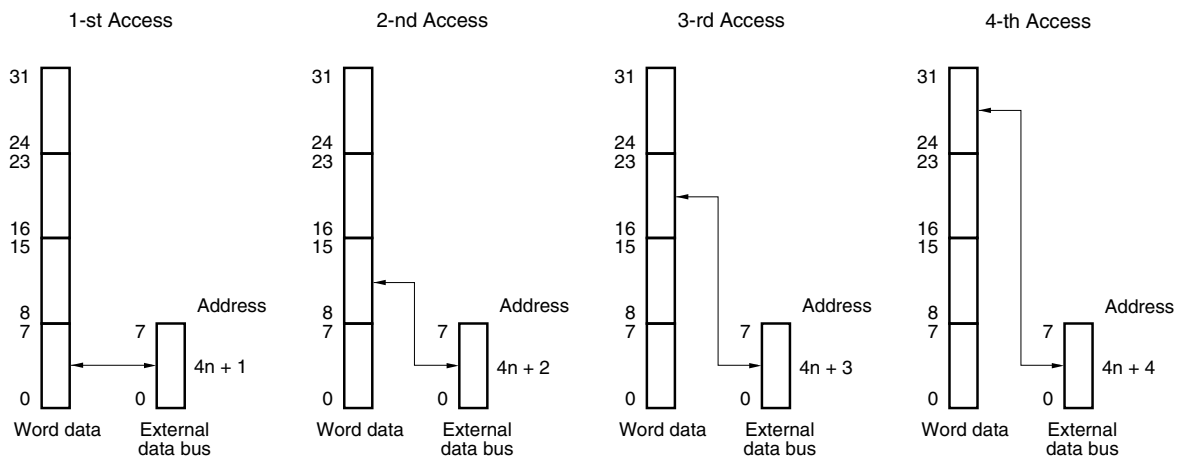 1-st Access
31
24
23
16
15
8
7
0
Word data
Address
7
4n + 1
0
External
data bus
2-nd Access
31
24
23
16
15
8
7
0
Word data
Address
7
4n + 2
0
External
data bus
3-rd Access
31
24
23
16
15
8
7
0
Word data
Address
7
4n + 3
0
External
data bus
4-th Access
31
24
23
16
15
8
7
0
Word data
Address
7
4n + 4
0
External
data bus